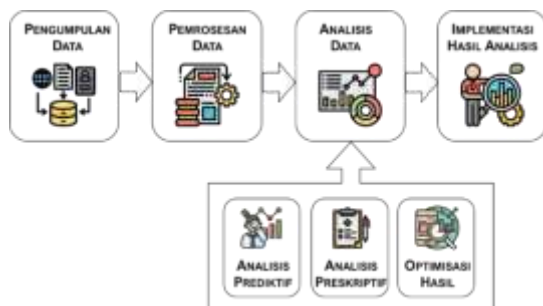 PENGUMPULAN
DATA
PEMROSESAN
DATA
ANALISIS
DATA
IMPLEMENTASI
HASIL ANALISIS
ANALISIS
PREDIKTIF
ANALISIS
PRESKRIPTIF
OPTIMISASI
HASIL